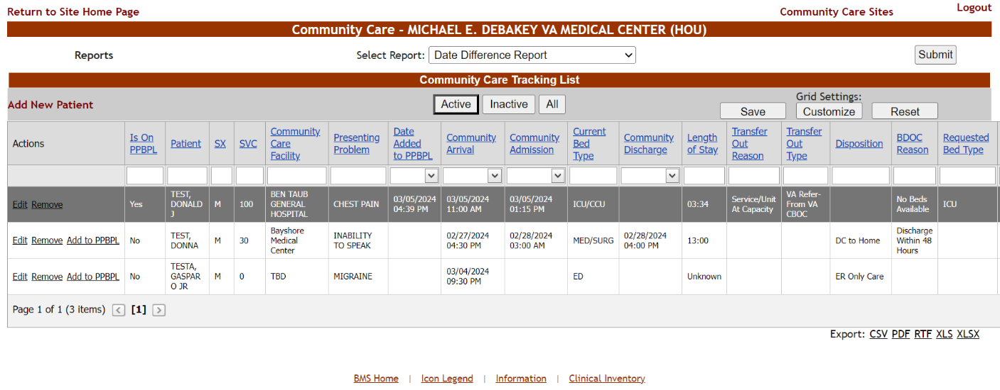 Return to Site Home Page
Community Care Sites
Logout
Community Care - MICHAEL E. DEBAKEY VA MEDICAL CENTER (HOU)
Reports
Select Report: Date Difference Report
Submit
Community Care Tracking List
Add New Patient
Active Inactive All
Grid Settings:
Save Customize Reset
Actions
Is On
PPBPL
Patient
SX
SVC
Community
Care
Facility
Presenting
Problem
Date
Added
to PPBPL
Community
Arrival
Community
Admission
Current
Bed
Type
Community
Discharge
Length
of Stay
Transfer
Out
Reason
Transfer
Out
Type
Disposition
BDOC
Reason
Requested
Bed Type
Edit Remove
Yes
TEST,
DONALD
J
M
100
BEN TAUB
GENERAL
HOSPITAL
CHEST PAIN
03/05/2024
04:39 PM
03/05/2024
11:00 AM
03/05/2024
01:15 PM
ICU/CCU
03:34
Service/Unit
At Capacity
VA Refer-
From VA
CBOC
No Beds
Available
ICU
Edit Remove Add to PPBPL
No
TEST,
DONNA
M
30
Bayshore
Medical
Center
INABILITY
TO SPEAK
02/27/2024
04:30 PM
02/28/2024
03:00 AM
MED/SURG
02/28/2024
04:00 PM
13:00
DC to Home
Discharge
Within 48
Hours
Edit Remove Add to PPBPL
No
TESTA,
GASPAR
O JR
M
0
TBD
MIGRAINE
03/04/2024
09:30 PM
ED
Unknown
ER Only Care
Page 1 of 1 (3 items) < [1] >
Export: CSV PDF RTF XLS XLSX
BMS Home | Icon Legend | Information | Clinical Inventory